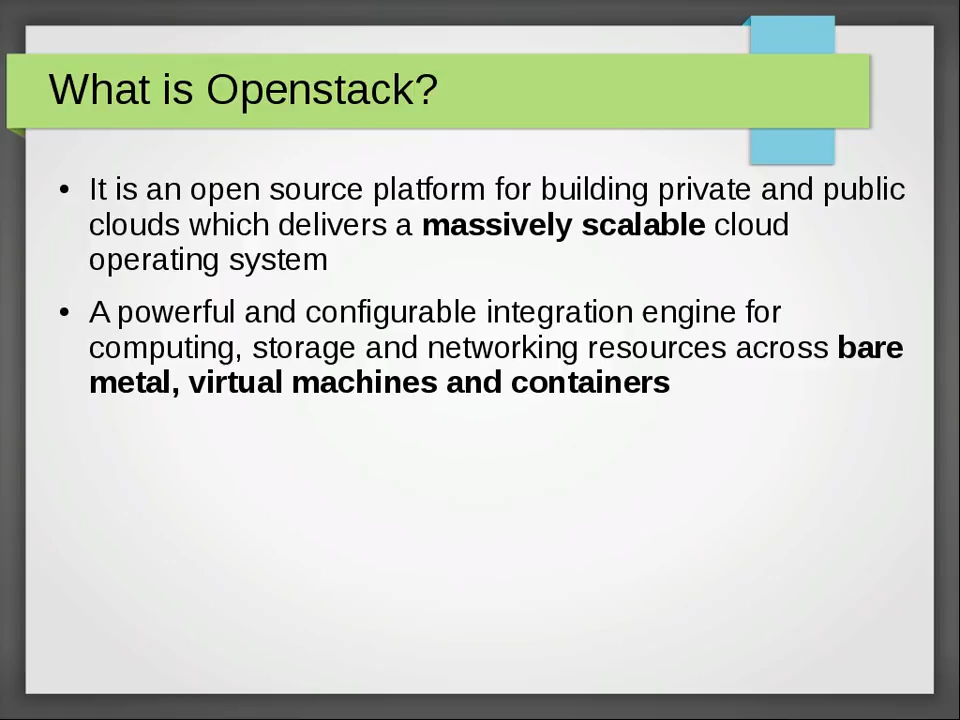 What is Openstack?
• It is an open source platform for building private and public
clouds which delivers a massively scalable cloud
operating system
• A powerful and configurable integration engine for
computing, storage and networking resources across bare
metal, virtual machines and containers